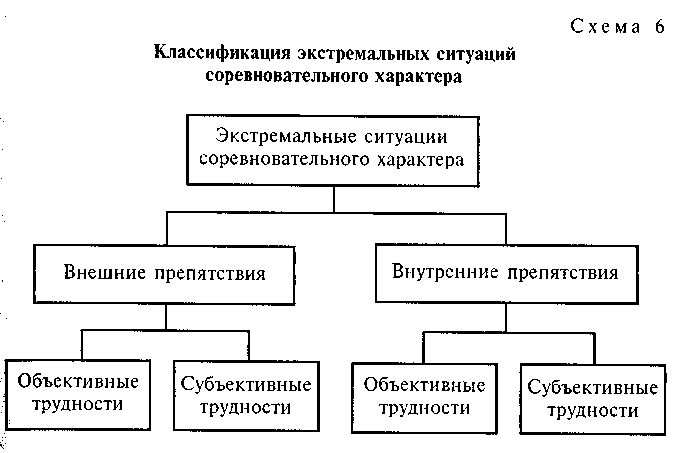 Схема 6
Классификация экстремальных ситуаций
соревновательного характера
Экстремальные ситуации
соревновательного характера
Внешние препятствия
Внутренние препятствия
Объективные
трудности
Субъективные
трудности
Объективные
трудности
Субъективные
трудности